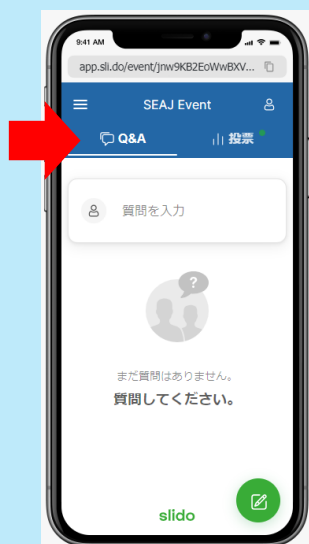 9:41 AM
app.sli.do/event/jnw9KB2EoWwBXV...
SEAJ Event
Q&A
投票
質問を入力
?
まだ質問はありません。
質問してください。
slido